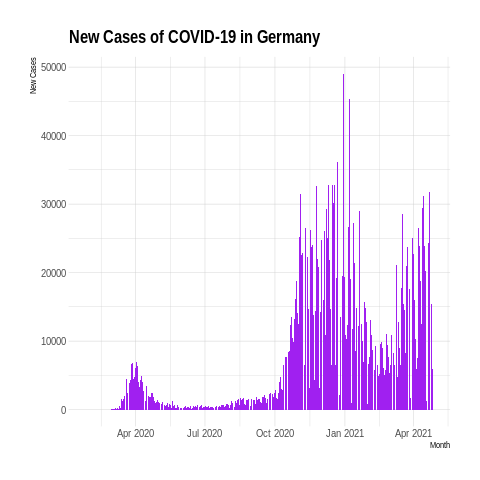 New Cases of COVID-19 in Germany
New Cases
50000
40000
30000
20000
10000
0
Apr 2020 Jul 2020 Oct 2020 Jan 2021 Apr 2021
Month